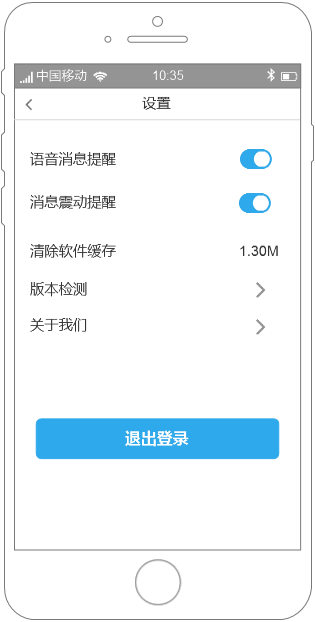 中国移动 10:35
设置
语音消息提醒
消息震动提醒
清除软件缓存 1.30M
版本检测
关于我们
退出登录